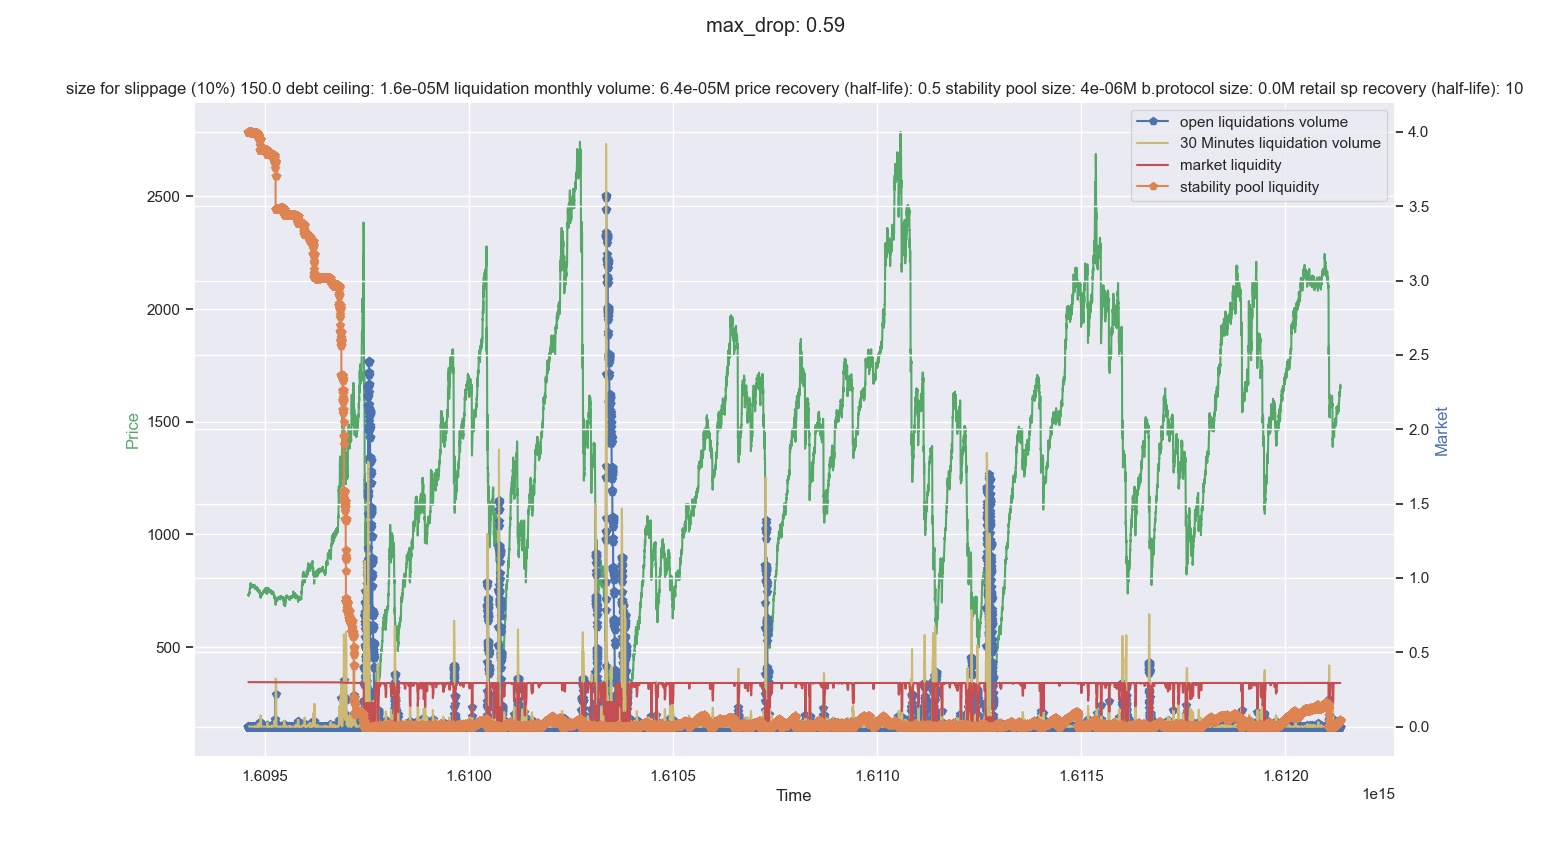 max_drop: 0.59
size for slippage (10%) 150.0 debt ceiling: 1.6e-05M liquidation monthly volume: 6.4e-05M price recovery (half-life): 0.5 stability pool size: 4e-06M b.protocol size: 0.0M retail sp recovery (half-life): 10
open liquidations volume
30 Minutes liquidation volume
market liquidity
stability pool liquidity
2500
2000
1500
1000
500
Price
4.0
3.5
3.0
2.5
2.0
1.5
1.0
0.5
0.0
Market
1.6095
1.6100
1.6105
1.6110
1.6115
1.6120
Time
1e15